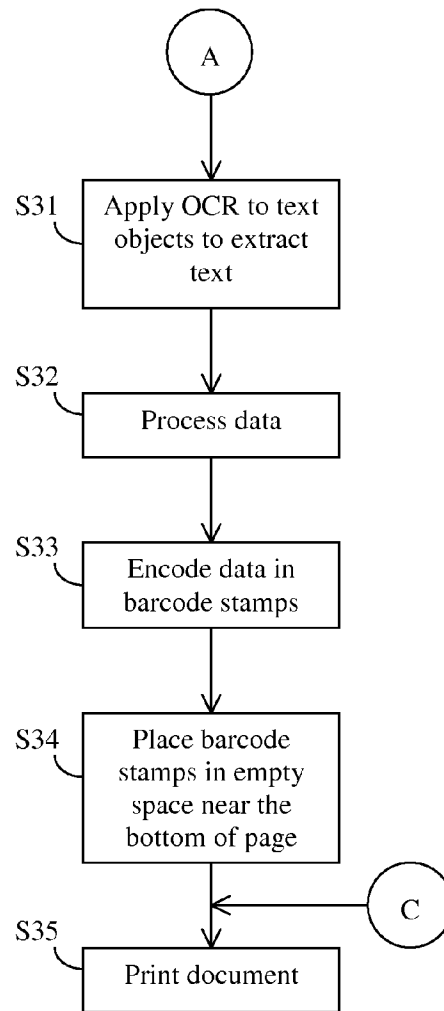 A
S31
Apply OCR to text
objects to extract
text
S32
Process data
S33
Encode data in
barcode stamps
S34
Place barcode
stamps in empty
space near the
bottom of page
C
S35
Print document